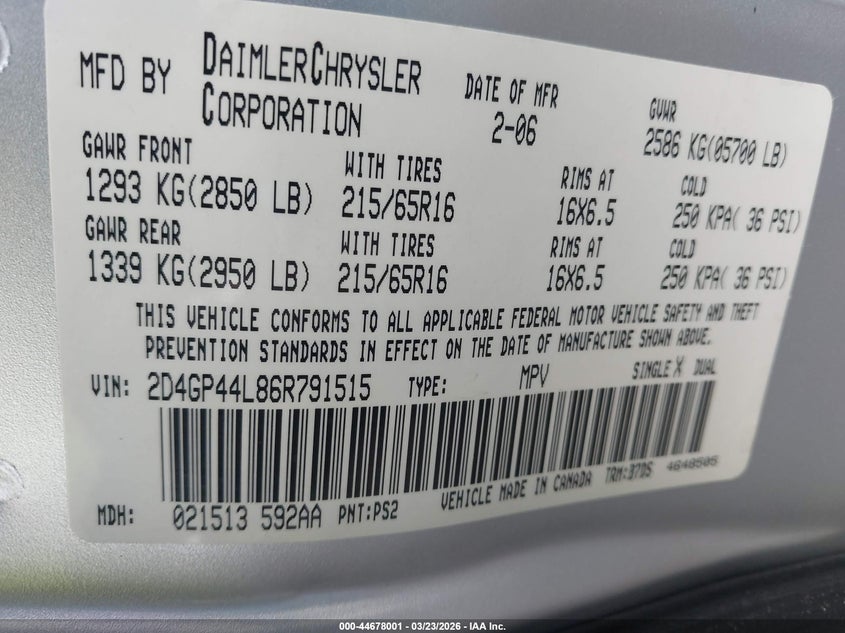 MFD BY DAIMLERCHRYSLER CORPORATION DATE OF MFR 2-06 GVWR 2586 KG(05700 LB)
GAWR FRONT WITH TIRES RIMS AT COLD
1293 KG(2850 LB) 215/65R16 16X6.5 250 KPA( 36 PSI)
GAWR REAR WITH TIRES RIMS AT COLD
1339 KG(2950 LB) 215/65R16 16X6.5 250 KPA( 36 PSI)
THIS VEHICLE CONFORMS TO ALL APPLICABLE FEDERAL MOTOR VEHICLE SAFETY AND THEFT
PREVENTION STANDARDS IN EFFECT ON THE DATE OF MANUFACTURE SHOWN ABOVE.
VIN: 2D4GP44L86R791515 TYPE: MPV SINGLE X DUAL
MDH: 021513 592AA PNT:PS2 VEHICLE MADE IN CANADA TRM:37DS 4648505
000-44678001 - 03/23/2026 - IAA Inc.